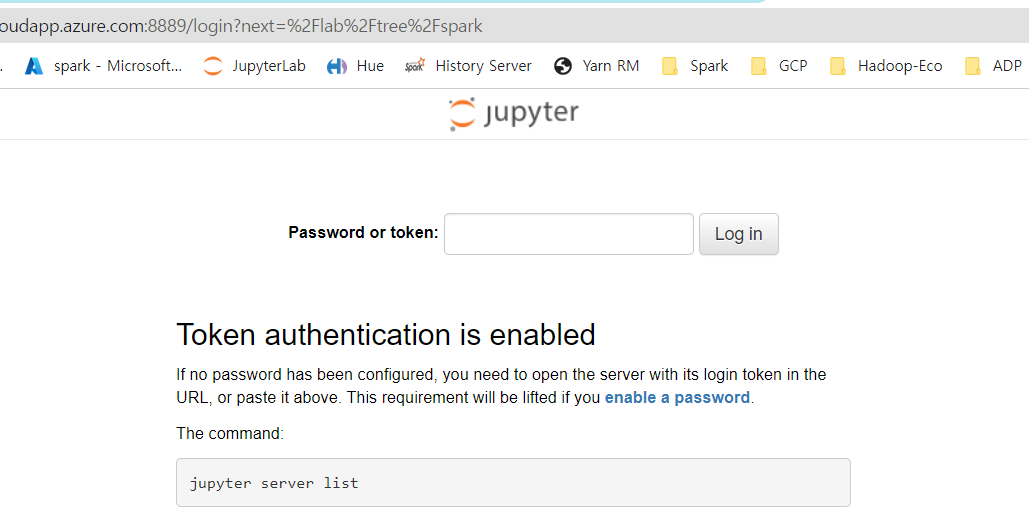 oudapp.azure.com:8889/login?next=%2Flab%2Ftree%2Fspark
. spark - Microsoft... JupyterLab Hue Spark History Server Yarn RM Spark GCP Hadoop-Eco ADP
jupyter
Password or token: Log in
Token authentication is enabled
If no password has been configured, you need to open the server with its login token in the
URL, or paste it above. This requirement will be lifted if you enable a password.
The command:
jupyter server list